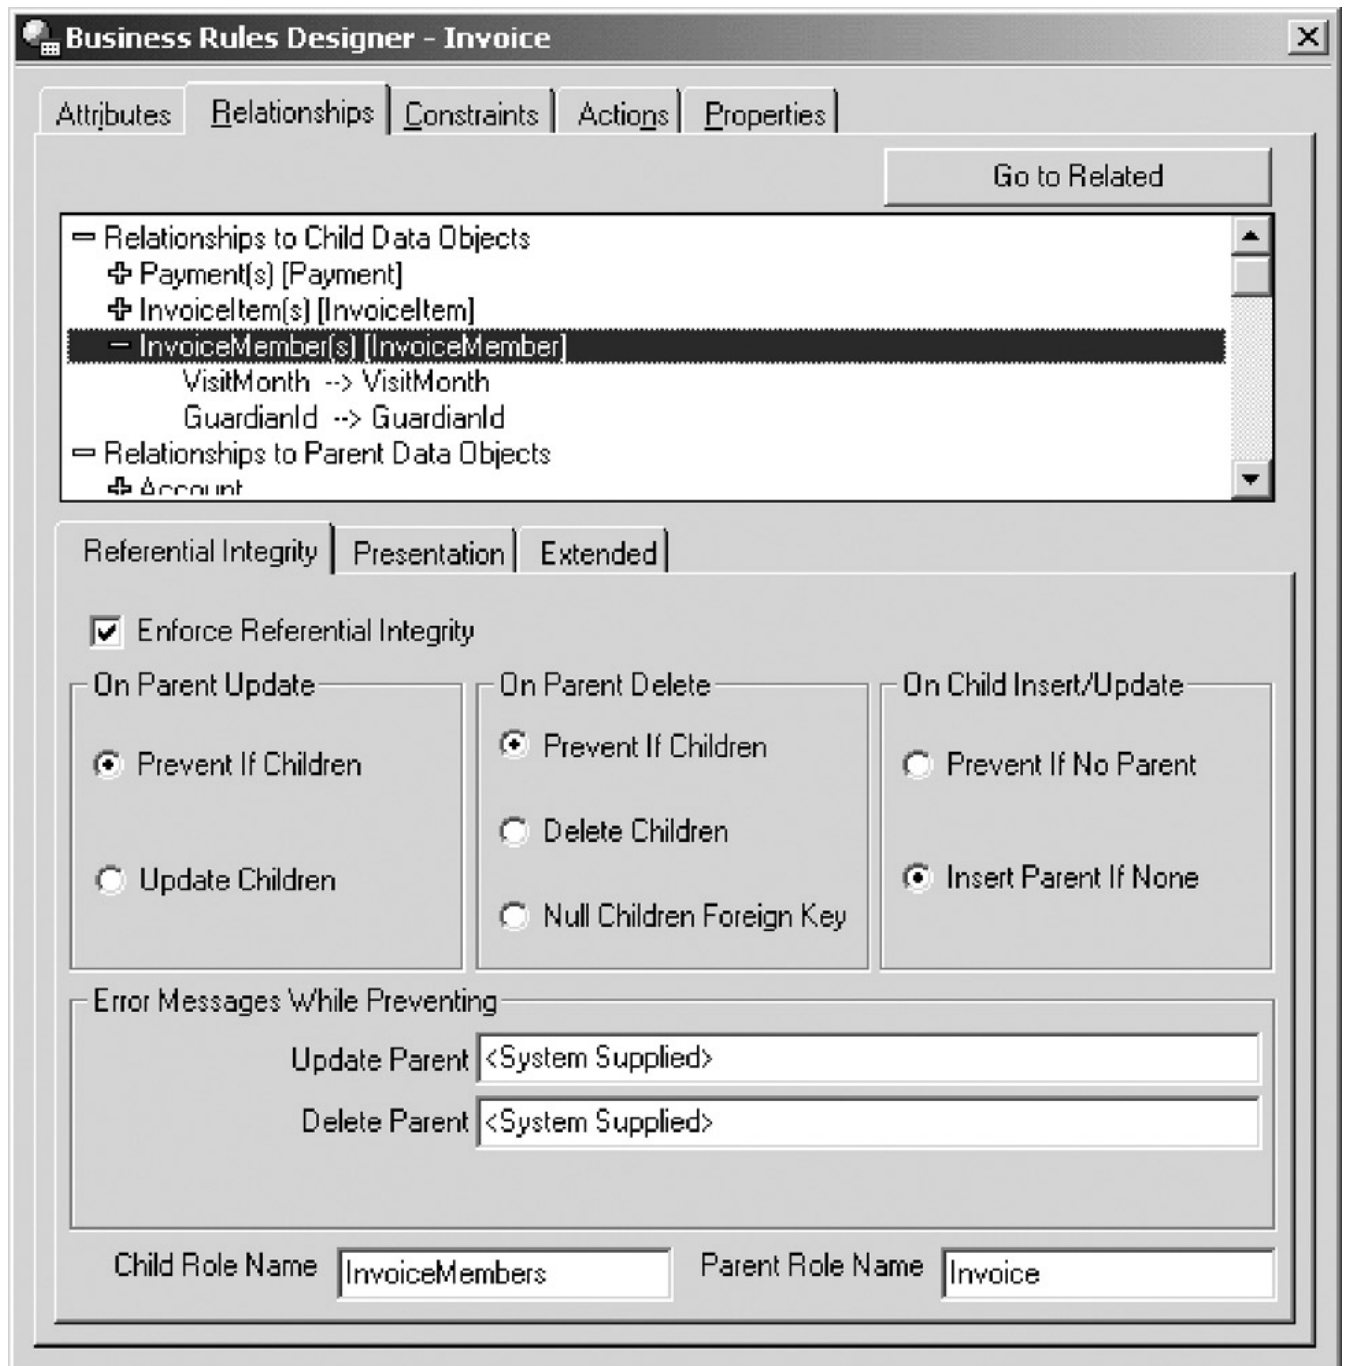 Business Rules Designer - Invoice
Attributes Relationships Constraints Actions Properties
Go to Related
Relationships to Child Data Objects
Payment(s) [Payment]
InvoiceItem(s) [InvoiceItem]
InvoiceMember(s) [InvoiceMember]
VisitMonth --> VisitMonth
GuardianId --> GuardianId
Relationships to Parent Data Objects
Account
Referential Integrity Presentation Extended
Enforce Referential Integrity
On Parent Update On Parent Delete On Child Insert/Update
Prevent If Children Prevent If Children Prevent If No Parent
Delete Children
Update Children Insert Parent If None
Null Children Foreign Key
Error Messages While Preventing
Update Parent <System Supplied>
Delete Parent <System Supplied>
Child Role Name InvoiceMembers Parent Role Name Invoice